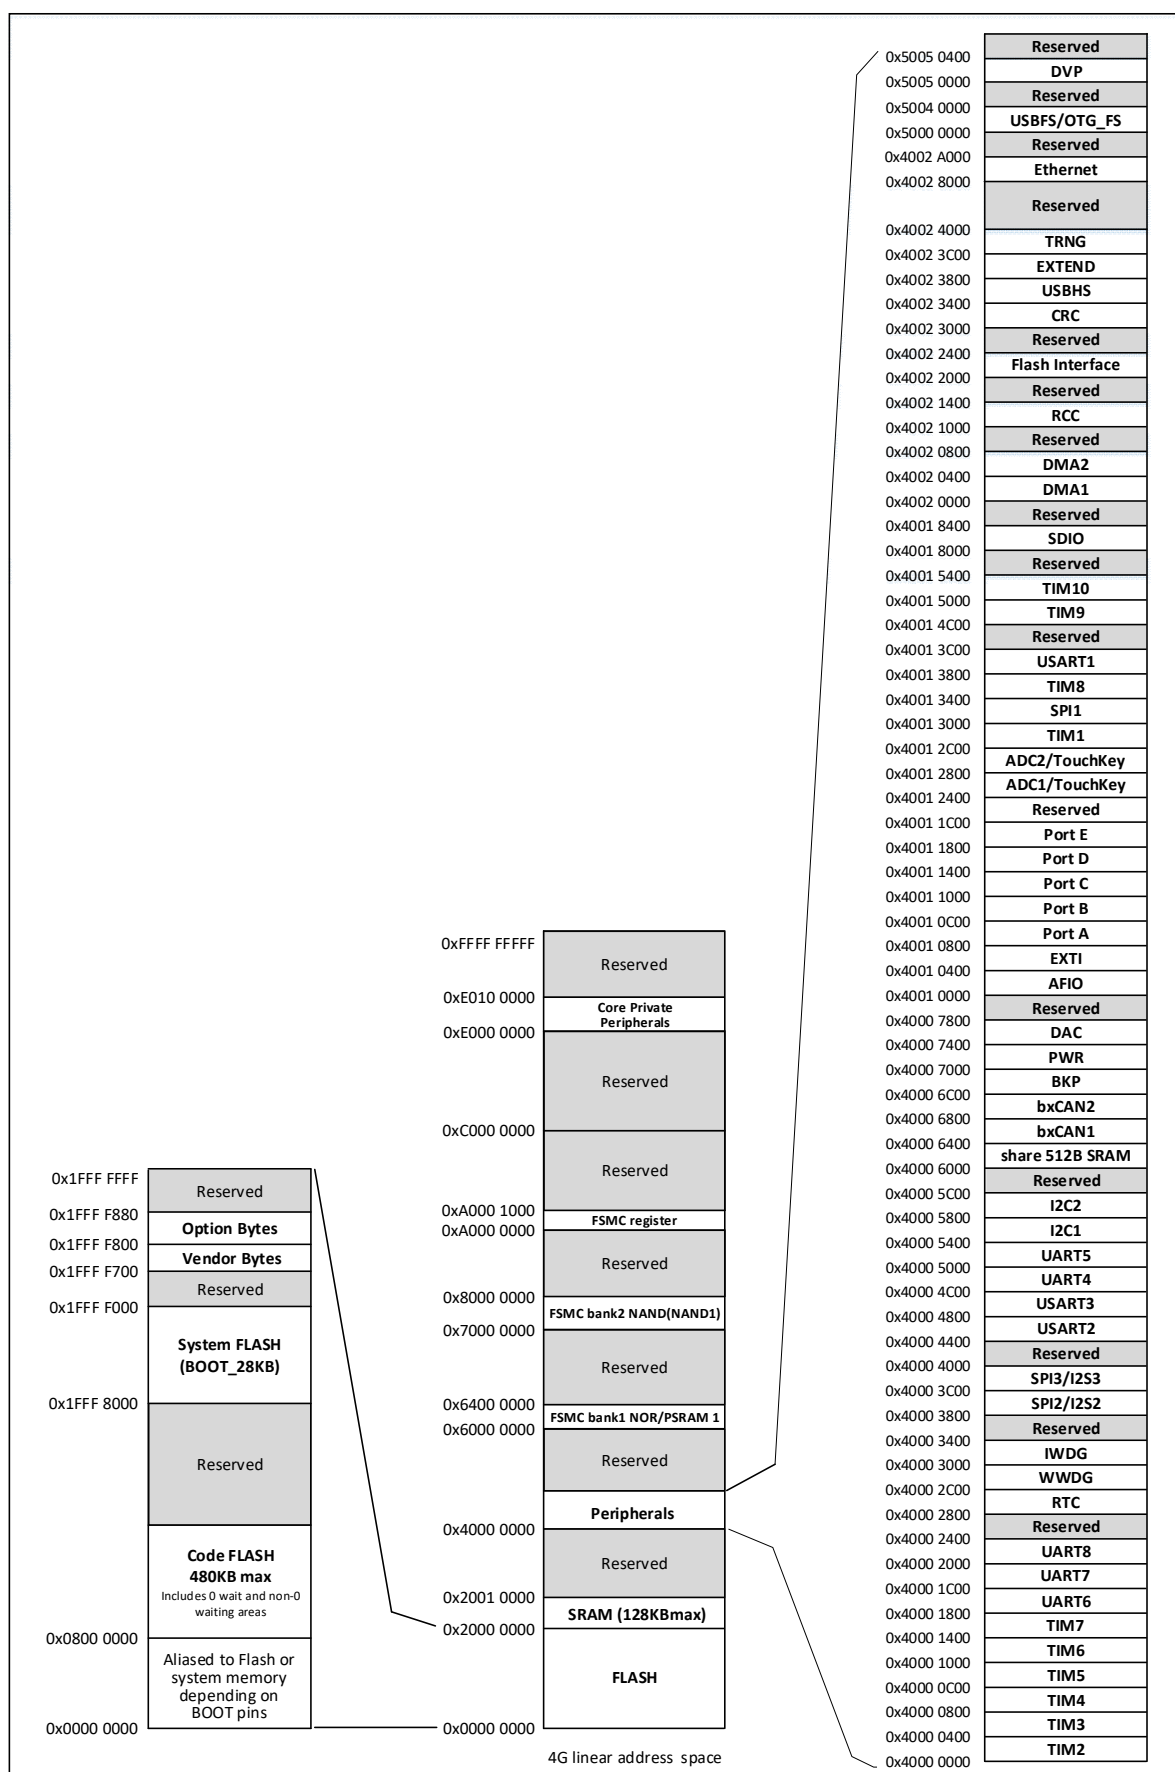 0x1FFF FFFF
Reserved
0x1FFF F880
Option Bytes
0x1FFF F800
Vendor Bytes
0x1FFF F700
Reserved
0x1FFF F000
System FLASH
(BOOT_28KB)
0x1FFF 8000
Reserved
Code FLASH
480KB max
Includes 0 wait and non-0
waiting areas
0x0800 0000
Aliased to Flash or
system memory
depending on
BOOT pins
0x0000 0000
0xFFFF FFFFF
Reserved
0xE010 0000
Core Private
Peripherals
0xE000 0000
Reserved
0xC000 0000
Reserved
0xA000 1000
FSMC register
0xA000 0000
Reserved
0x8000 0000
FSMC bank2 NAND(NAND1)
0x7000 0000
Reserved
0x6400 0000
FSMC bank1 NOR/PSRAM 1
0x6000 0000
Reserved
Peripherals
0x4000 0000
Reserved
0x2001 0000
SRAM (128KBmax)
0x2000 0000
FLASH
0x0000 0000
4G linear address space
Reserved
0x5005 0400
DVP
0x5005 0000
Reserved
0x5004 0000
USBFS/OTG_FS
0x5000 0000
Reserved
0x4002 A000
Ethernet
0x4002 8000
Reserved
0x4002 4000
TRNG
0x4002 3C00
EXTEND
0x4002 3800
USBHS
0x4002 3400
CRC
0x4002 3000
Reserved
0x4002 2400
Flash Interface
0x4002 2000
Reserved
0x4002 1400
RCC
0x4002 1000
Reserved
0x4002 0800
DMA2
0x4002 0400
DMA1
0x4002 0000
Reserved
0x4001 8400
SDIO
0x4001 8000
Reserved
0x4001 5400
TIM10
0x4001 5000
TIM9
0x4001 4C00
Reserved
0x4001 3C00
USART1
0x4001 3800
TIM8
0x4001 3400
SPI1
0x4001 3000
TIM1
0x4001 2C00
ADC2/TouchKey
0x4001 2800
ADC1/TouchKey
0x4001 2400
Reserved
0x4001 1C00
Port E
0x4001 1800
Port D
0x4001 1400
Port C
0x4001 1000
Port B
0x4001 0C00
Port A
0x4001 0800
EXTI
0x4001 0400
AFIO
0x4001 0000
Reserved
0x4000 7800
DAC
0x4000 7400
PWR
0x4000 7000
BKP
0x4000 6C00
bxCAN2
0x4000 6800
bxCAN1
0x4000 6400
share 512B SRAM
0x4000 6000
Reserved
0x4000 5C00
I2C2
0x4000 5800
I2C1
0x4000 5400
UART5
0x4000 5000
UART4
0x4000 4C00
USART3
0x4000 4800
USART2
0x4000 4400
Reserved
0x4000 4000
SPI3/I2S3
0x4000 3C00
SPI2/I2S2
0x4000 3800
Reserved
0x4000 3400
IWDG
0x4000 3000
WWDG
0x4000 2C00
RTC
0x4000 2800
Reserved
0x4000 2400
UART8
0x4000 2000
UART7
0x4000 1C00
UART6
0x4000 1800
TIM7
0x4000 1400
TIM6
0x4000 1000
TIM5
0x4000 0C00
TIM4
0x4000 0800
TIM3
0x4000 0400
TIM2
0x4000 0000